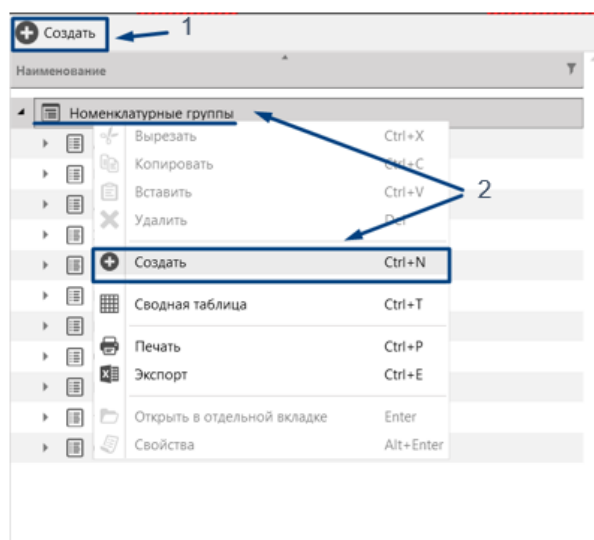 Создать
1
Наименование
Номенклатурные группы
Вырезать Ctrl+X
Копировать Ctrl+C
Вставить Ctrl+V
2
Удалить Del
Создать Ctrl+N
Сводная таблица Ctrl+T
Печать Ctrl+P
Экспорт Ctrl+E
Открыть в отдельной вкладке Enter
Свойства Alt+Enter